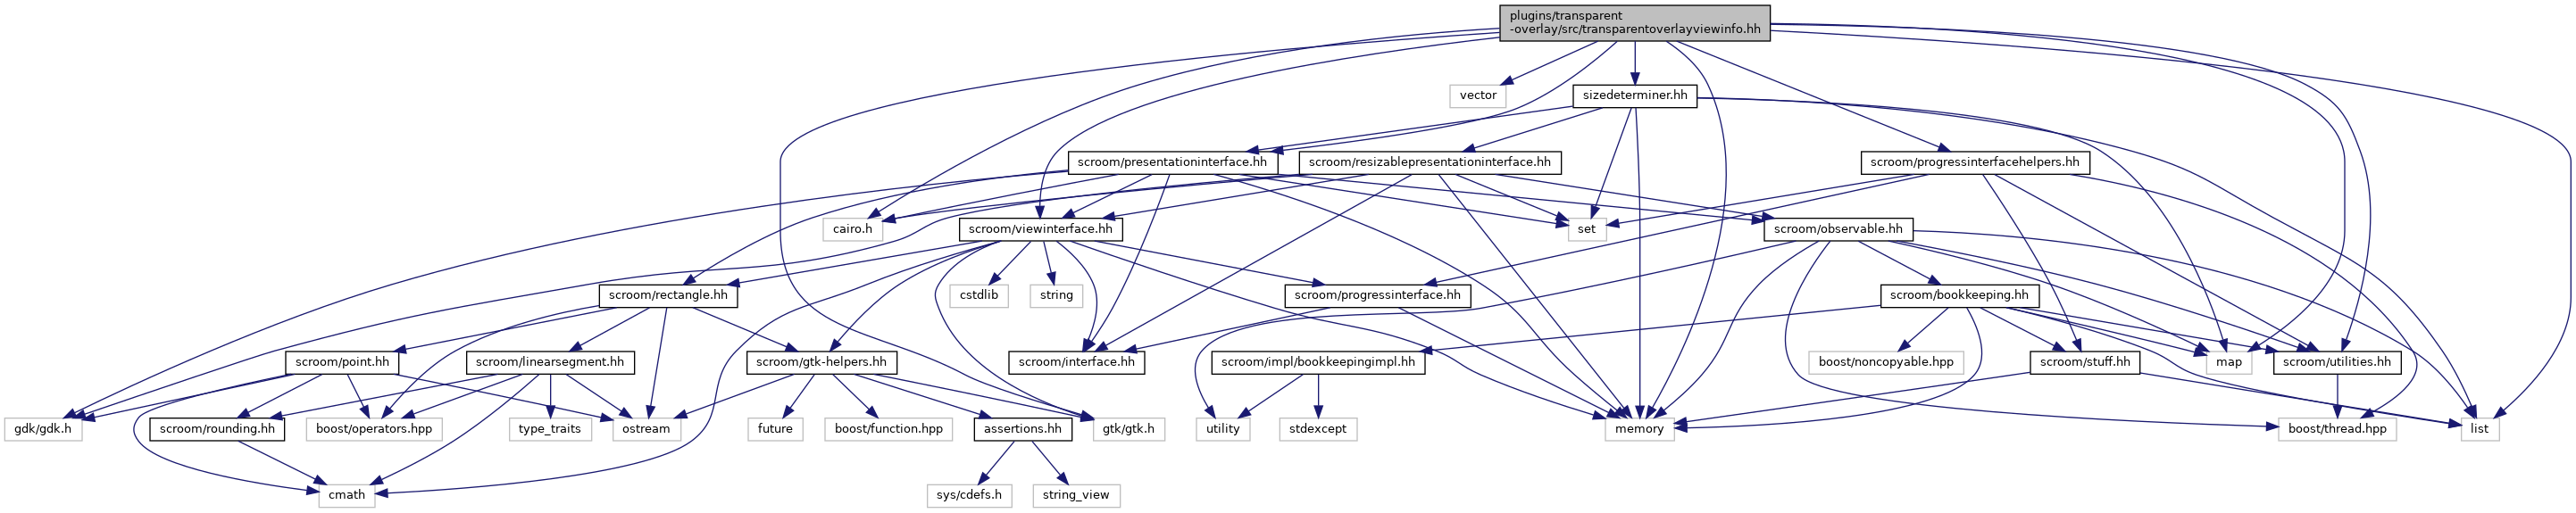 plugins/transparent
-overlay/src/transparentoverlayviewinfo.hh
vector
sizedeterminer.hh
scroom/presentationinterface.hh
scroom/resizablepresentationinterface.hh
scroom/progressinterfacehelpers.hh
cairo.h
scroom/viewinterface.hh
set
scroom/observable.hh
scroom/rectangle.hh
cstdlib
string
scroom/progressinterface.hh
scroom/bookkeeping.hh
scroom/point.hh
scroom/linearsegment.hh
scroom/gtk-helpers.hh
scroom/interface.hh
scroom/impl/bookkeepingimpl.hh
boost/noncopyable.hpp
scroom/stuff.hh
map
scroom/utilities.hh
gdk/gdk.h
scroom/rounding.hh
boost/operators.hpp
type_traits
ostream
future
boost/function.hpp
assertions.hh
gtk/gtk.h
utility
stdexcept
memory
boost/thread.hpp
list
cmath
sys/cdefs.h
string_view